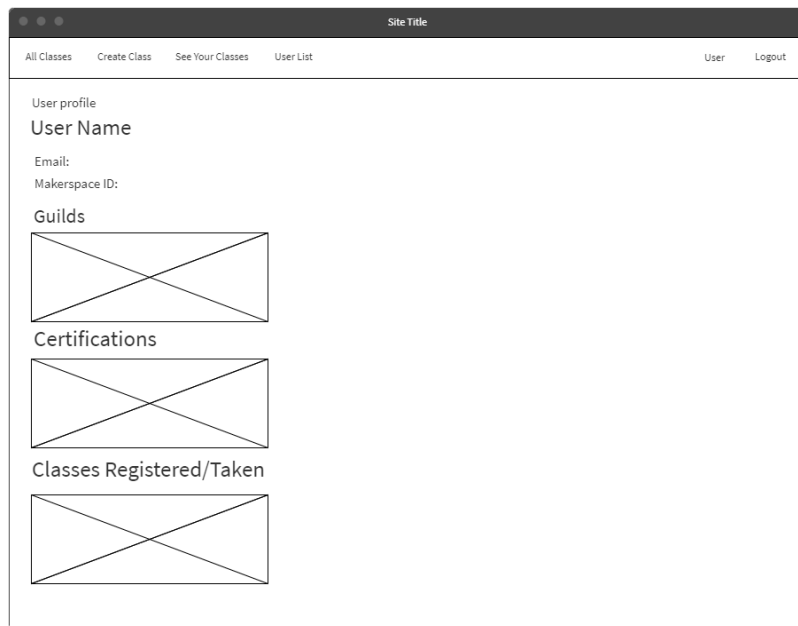 Site Title
All Classes Create Class See Your Classes User List User Logout
User profile
User Name
Email:
Makerspace ID:
Guilds
Certifications
Classes Registered/Taken